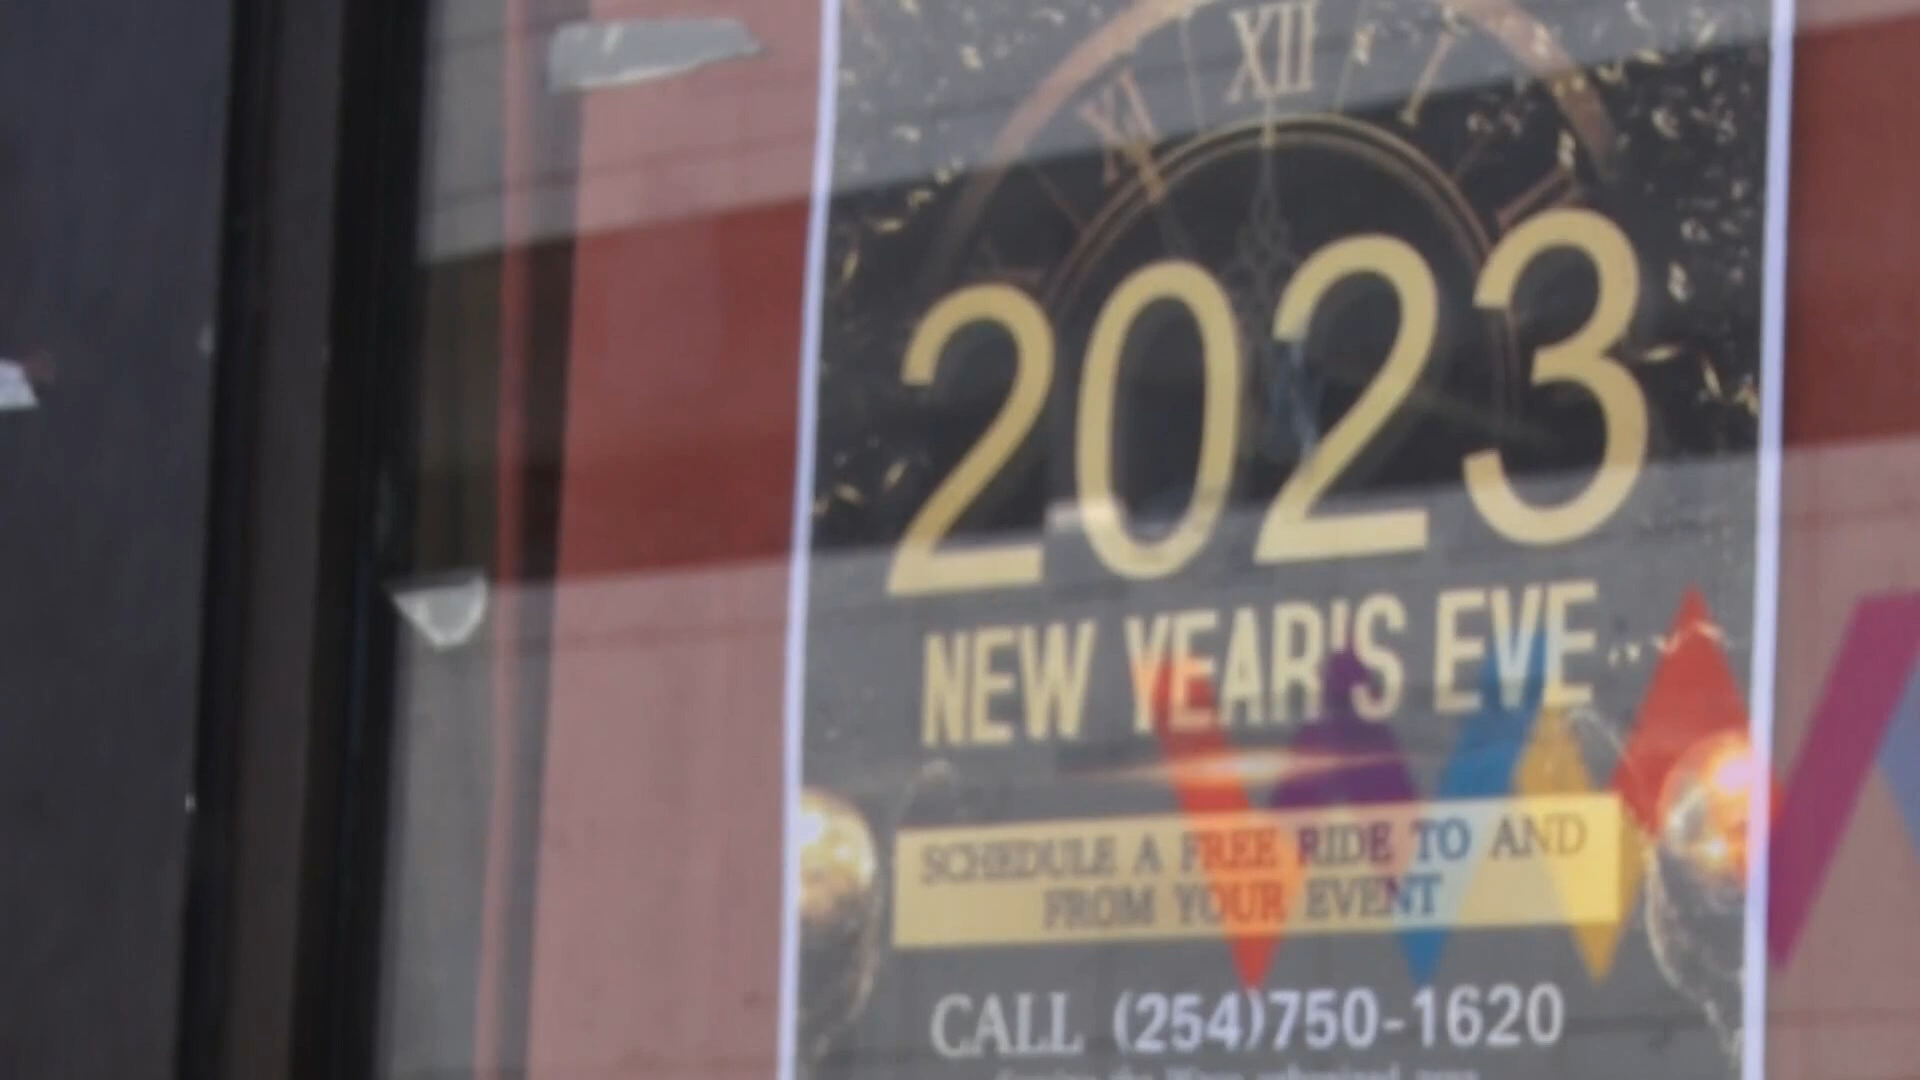 XII
XI
I
2023
NEW YEAR'S EVE
SCHEDULE A FREE RIDE TO AND
FROM YOUR EVENT
CALL (254)750-1620